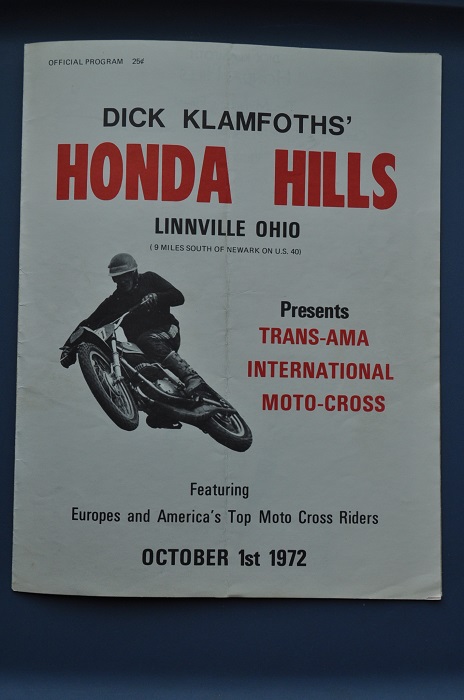 OFFICIAL PROGRAM 25¢
DICK KLAMFOTHS'
HONDA HILLS
LINNVILLE OHIO
( 9 MILES SOUTH OF NEWARK ON U.S. 40)
Presents
TRANS-AMA
INTERNATIONAL
MOTO-CROSS
Featuring
Europes and America's Top Moto Cross Riders
OCTOBER 1st 1972